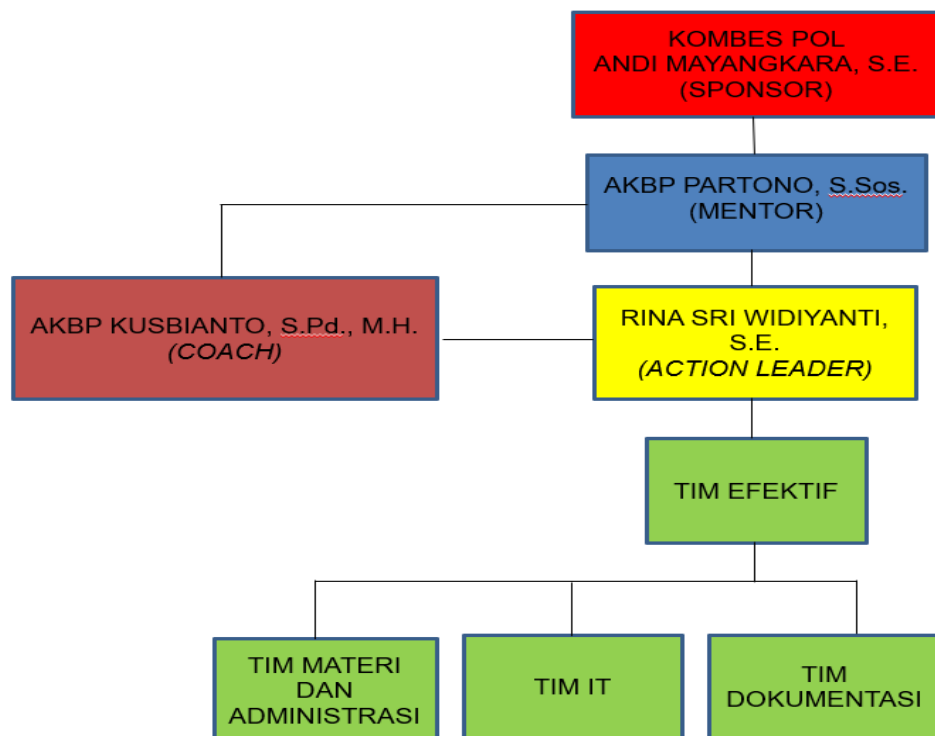 KOMBES POL
ANDI MAYANGKARA, S.E.
(SPONSOR)
AKBP PARTONO, S.Sos.
(MENTOR)
AKBP KUSBIANTO, S.Pd., M.H.
(COACH)
RINA SRI WIDIYANTI,
S.E.
(ACTION LEADER)
TIM EFEKTIF
TIM MATERI
DAN
ADMINISTRASI
TIM IT
TIM
DOKUMENTASI